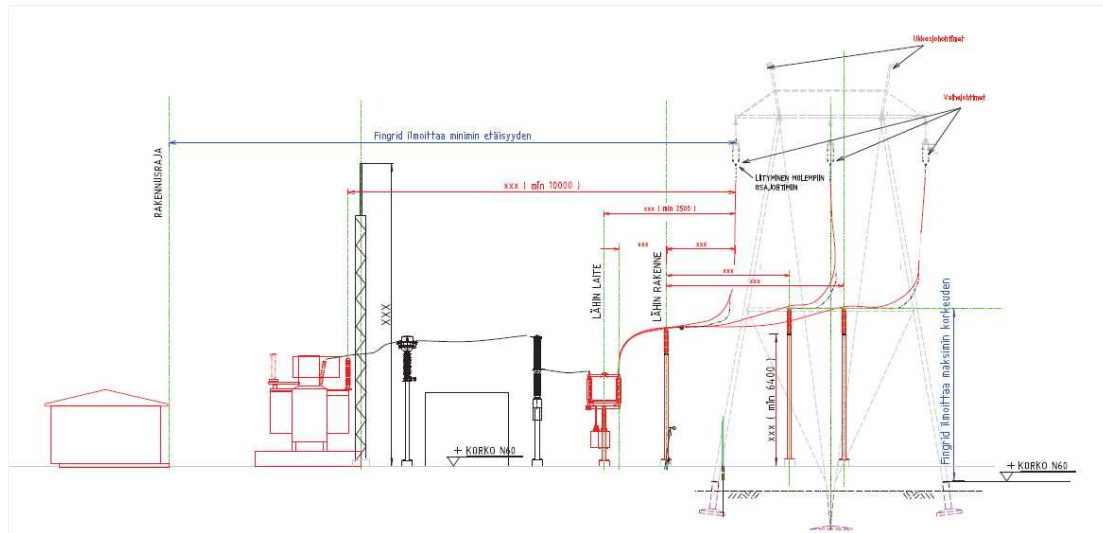 Ukkosjohtimet
Vaihejohtimet
Fingrid ilmoittaa minimin etäisyyden
RAKENNUSRAJA
LIITYMINEN MOLEMPIIN
OSAJOHTIMIN
xxx ( min 10000 )
xxx ( min 2500 )
xxx
xxx
xxx
xxx
XXX
LÄHIN LAITE
LÄHIN RAKENNE
xxx ( min 6400 )
Fingrid ilmoittaa maksimin korkeuden
+ KORKO N60
+ KORKO N60